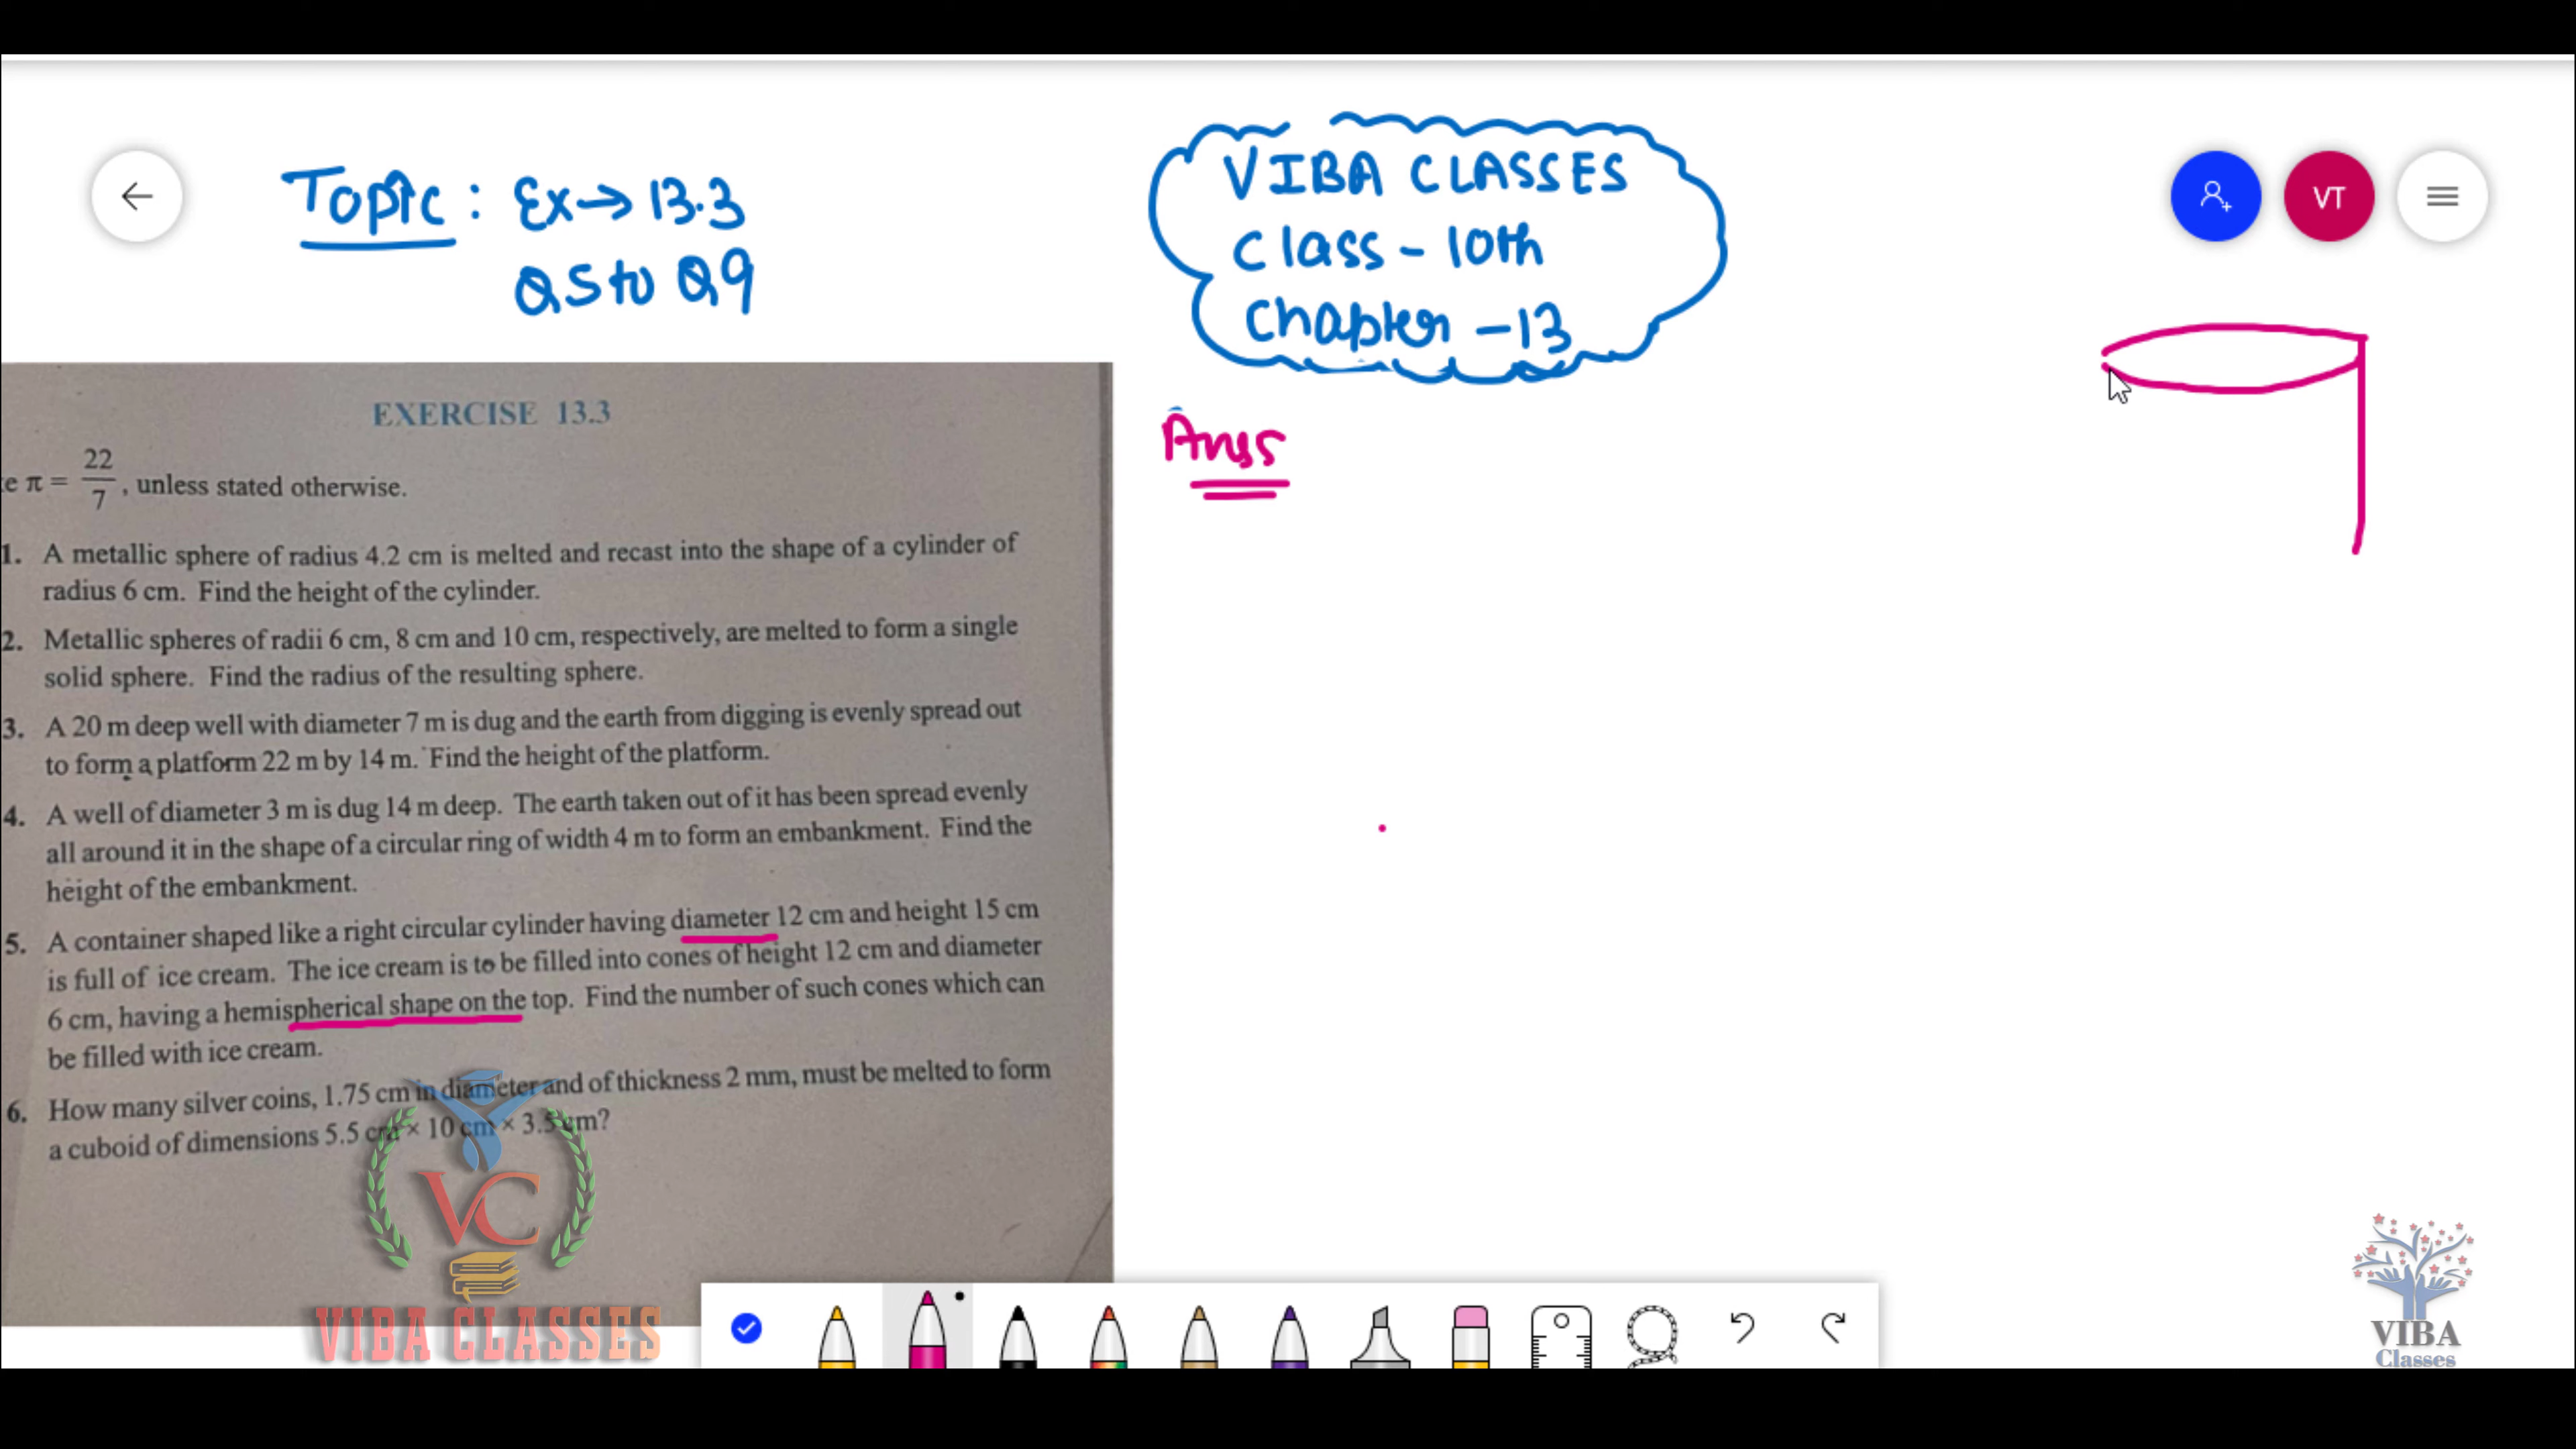 Topic : Ex → 13.3
Q5 to Q9
VIBA CLASSES
Class - 10th
Chapter - 13
VT
Ans
EXERCISE 13.3
e π = 22/7, unless stated otherwise.
1. A metallic sphere of radius 4.2 cm is melted and recast into the shape of a cylinder of
radius 6 cm. Find the height of the cylinder.
2. Metallic spheres of radii 6 cm, 8 cm and 10 cm, respectively, are melted to form a single
solid sphere. Find the radius of the resulting sphere.
3. A 20 m deep well with diameter 7 m is dug and the earth from digging is evenly spread out
to form a platform 22 m by 14 m. Find the height of the platform.
4. A well of diameter 3 m is dug 14 m deep. The earth taken out of it has been spread evenly
all around it in the shape of a circular ring of width 4 m to form an embankment. Find the
height of the embankment.
5. A container shaped like a right circular cylinder having diameter 12 cm and height 15 cm
is full of ice cream. The ice cream is to be filled into cones of height 12 cm and diameter
6 cm, having a hemispherical shape on the top. Find the number of such cones which can
be filled with ice cream.
6. How many silver coins, 1.75 cm in diameter and of thickness 2 mm, must be melted to form
a cuboid of dimensions 5.5 cm × 10 cm × 3.5 cm?
VC
VIBA CLASSES
VIBA
Classes